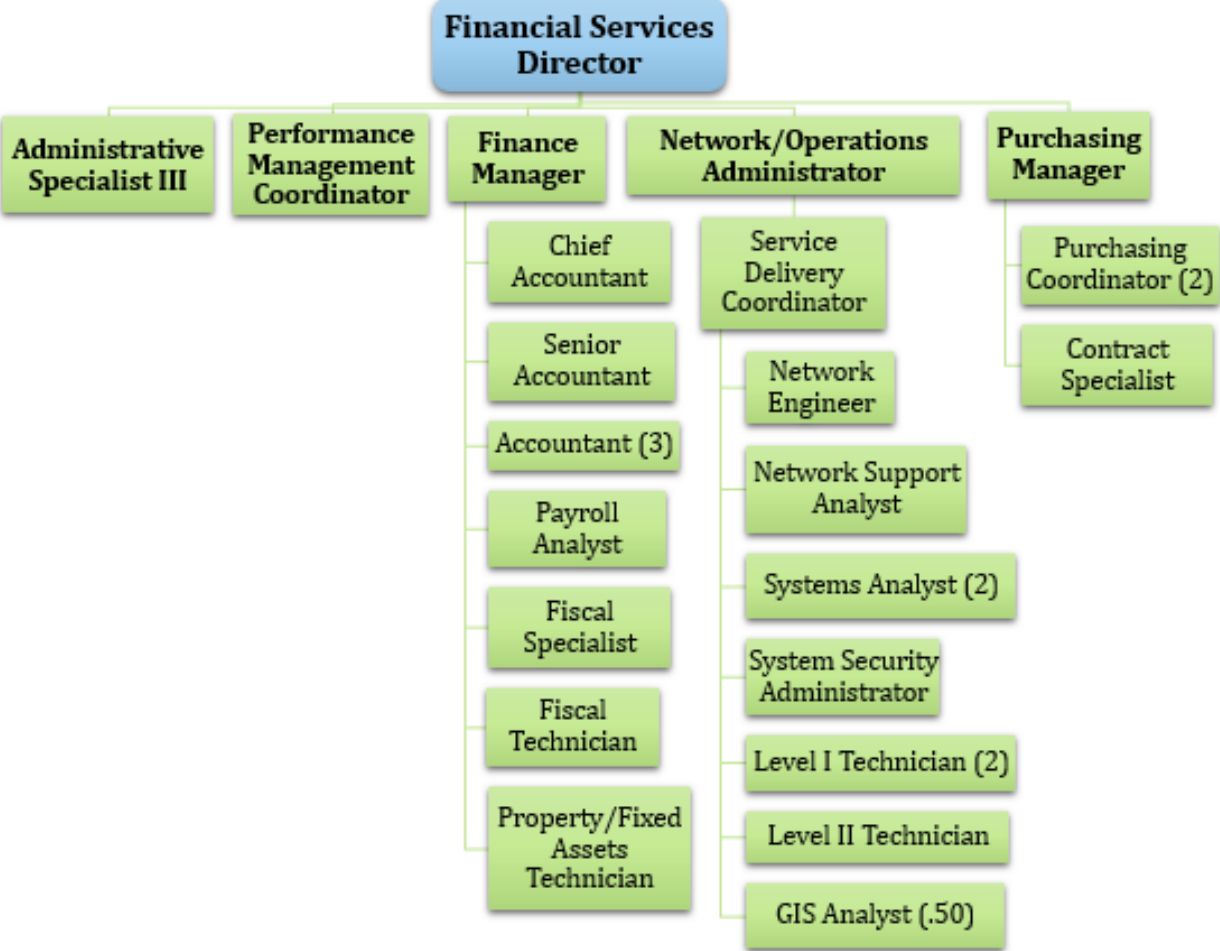 Financial Services
Director
Administrative
Specialist III
Performance
Management
Coordinator
Finance
Manager
Network/Operations
Administrator
Purchasing
Manager
Chief
Accountant
Senior
Accountant
Accountant (3)
Payroll
Analyst
Fiscal
Specialist
Fiscal
Technician
Property/Fixed
Assets
Technician
Service
Delivery
Coordinator
Network
Engineer
Network Support
Analyst
Systems Analyst (2)
System Security
Administrator
Level I Technician (2)
Level II Technician
GIS Analyst (.50)
Purchasing
Coordinator (2)
Contract
Specialist